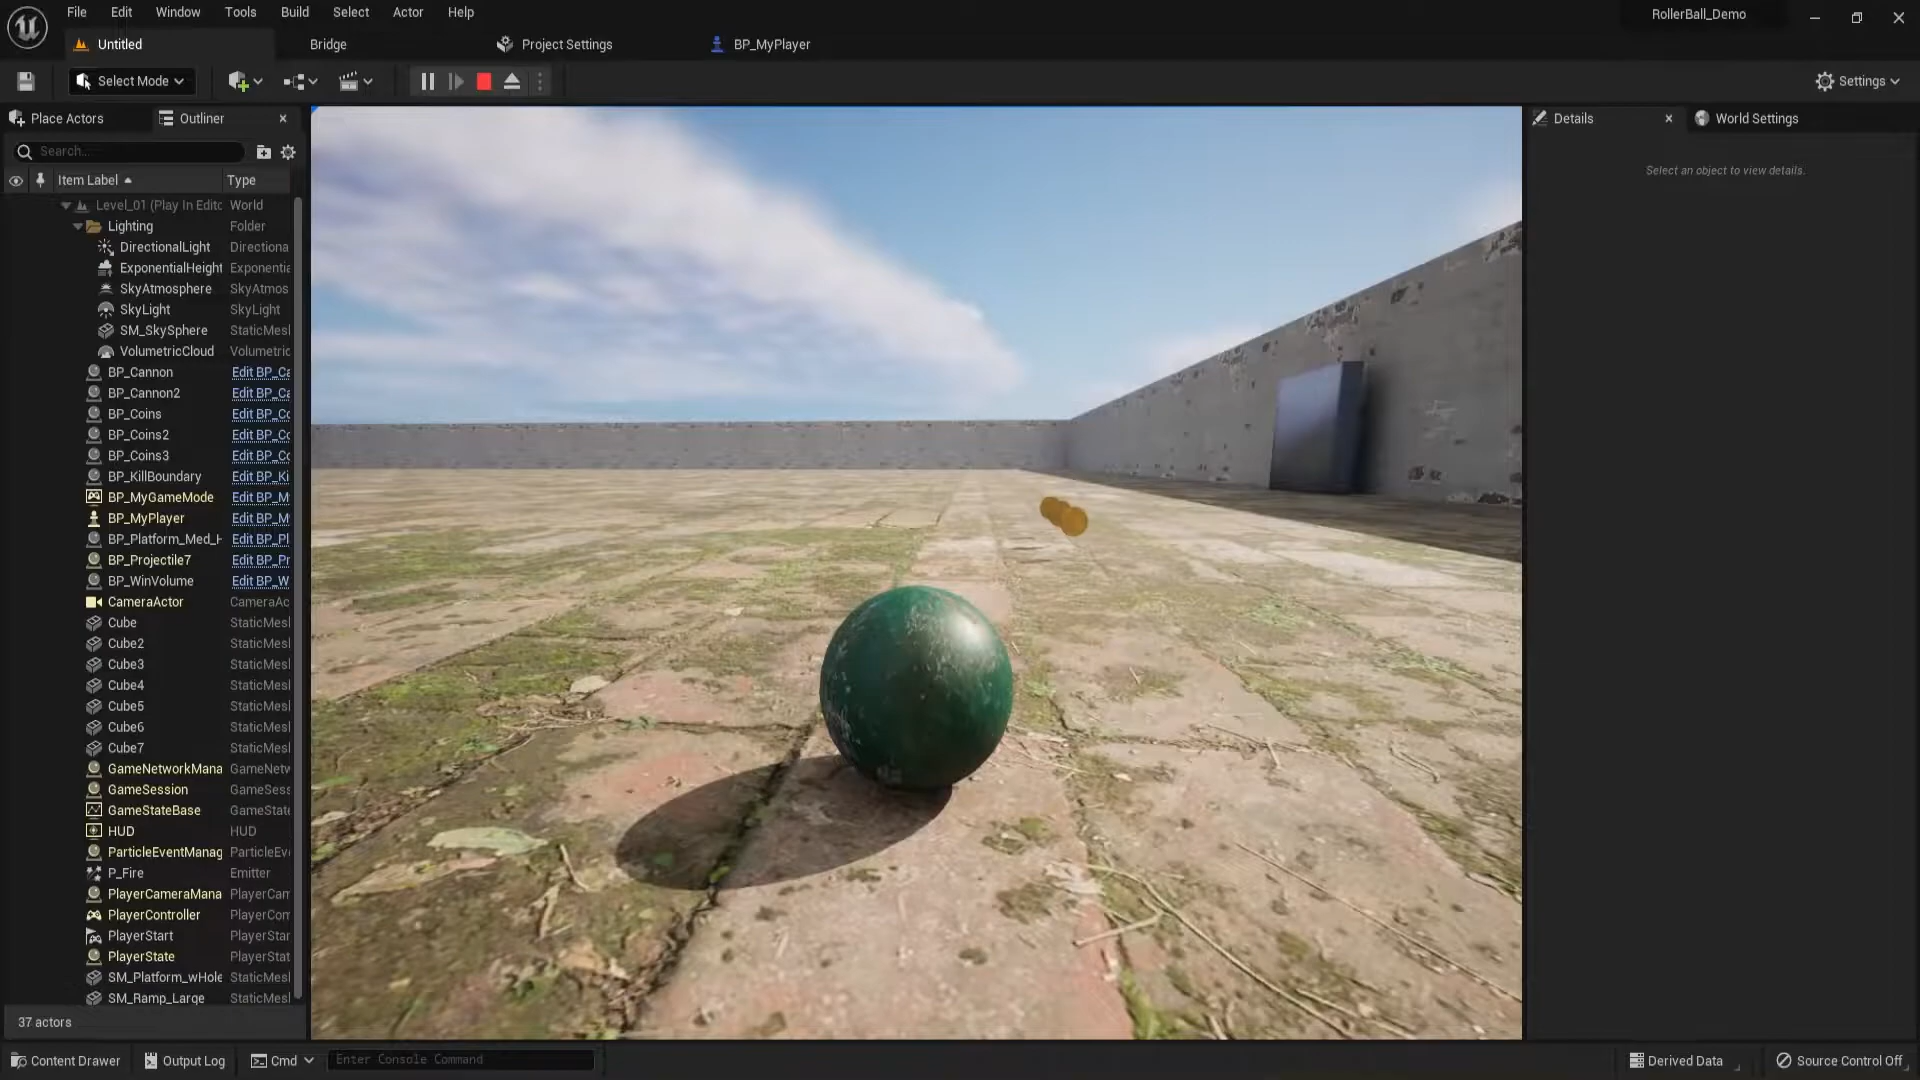 File Edit Window Tools Build Select Actor Help
RollerBall_Demo
Untitled Bridge Project Settings BP_MyPlayer
Select Mode
Settings
Place Actors Outliner
Details World Settings
Search...
Select an object to view details.
Item Label Type
Level_01 (Play In Edito World
Lighting Folder
DirectionalLight Directiona
ExponentialHeight Exponentia
SkyAtmosphere SkyAtmos
SkyLight SkyLight
SM_SkySphere StaticMesl
VolumetricCloud Volumetric
BP_Cannon Edit BP_Ca
BP_Cannon2 Edit BP_Ca
BP_Coins Edit BP_Co
BP_Coins2 Edit BP_Co
BP_Coins3 Edit BP_Co
BP_KillBoundary Edit BP_Ki
BP_MyGameMode Edit BP_M
BP_MyPlayer Edit BP_M
BP_Platform_Med_H Edit BP_Pl
BP_Projectile7 Edit BP_Pr
BP_WinVolume Edit BP_W
CameraActor CameraAc
Cube StaticMesl
Cube2 StaticMesl
Cube3 StaticMesl
Cube4 StaticMesl
Cube5 StaticMesl
Cube6 StaticMesl
Cube7 StaticMesl
GameNetworkMana GameNetw
GameSession GameSess
GameStateBase GameState
HUD HUD
ParticleEventManag ParticleEv
P_Fire Emitter
PlayerCameraMana PlayerCam
PlayerController PlayerCon
PlayerStart PlayerStar
PlayerState PlayerStat
SM_Platform_wHole StaticMesl
SM_Ramp_Large StaticMesl
37 actors
Content Drawer Output Log Cmd Enter Console Command
Derived Data Source Control Off